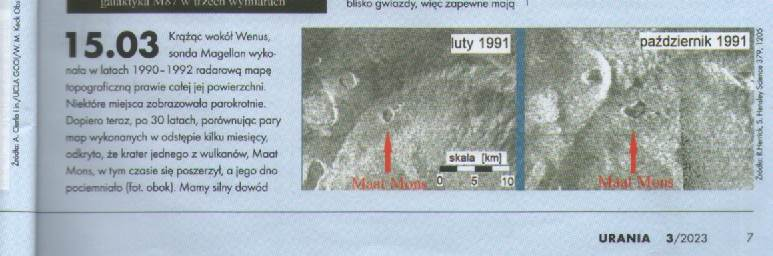 galaktyka M87 w trzech wymiarach
blisko gwiazdy, więc zapewne mają
15.03 Krążąc wokół Wenus,
sonda Magellan wyko-
nała w latach 1990–1992 radarową mapę
topograficzną prawie całej jej powierzchni.
Niektóre miejsca zobrazowała parokrotnie.
Dopiero teraz, po 30 latach, porównując pary
map wykonanych w odstępie kilku miesięcy,
odkryto, że krater jednego z wulkanów, Maat
Mons, w tym czasie się poszerzył, a jego dno
pociemniało (fot. obok). Mamy silny dowód
luty 1991
Maat Mons
skala [km]
0 5 10
październik 1991
Maat Mons
Źródło: R.Herrick, S. Hensley Science 379, 1205
URANIA 3/2023 7